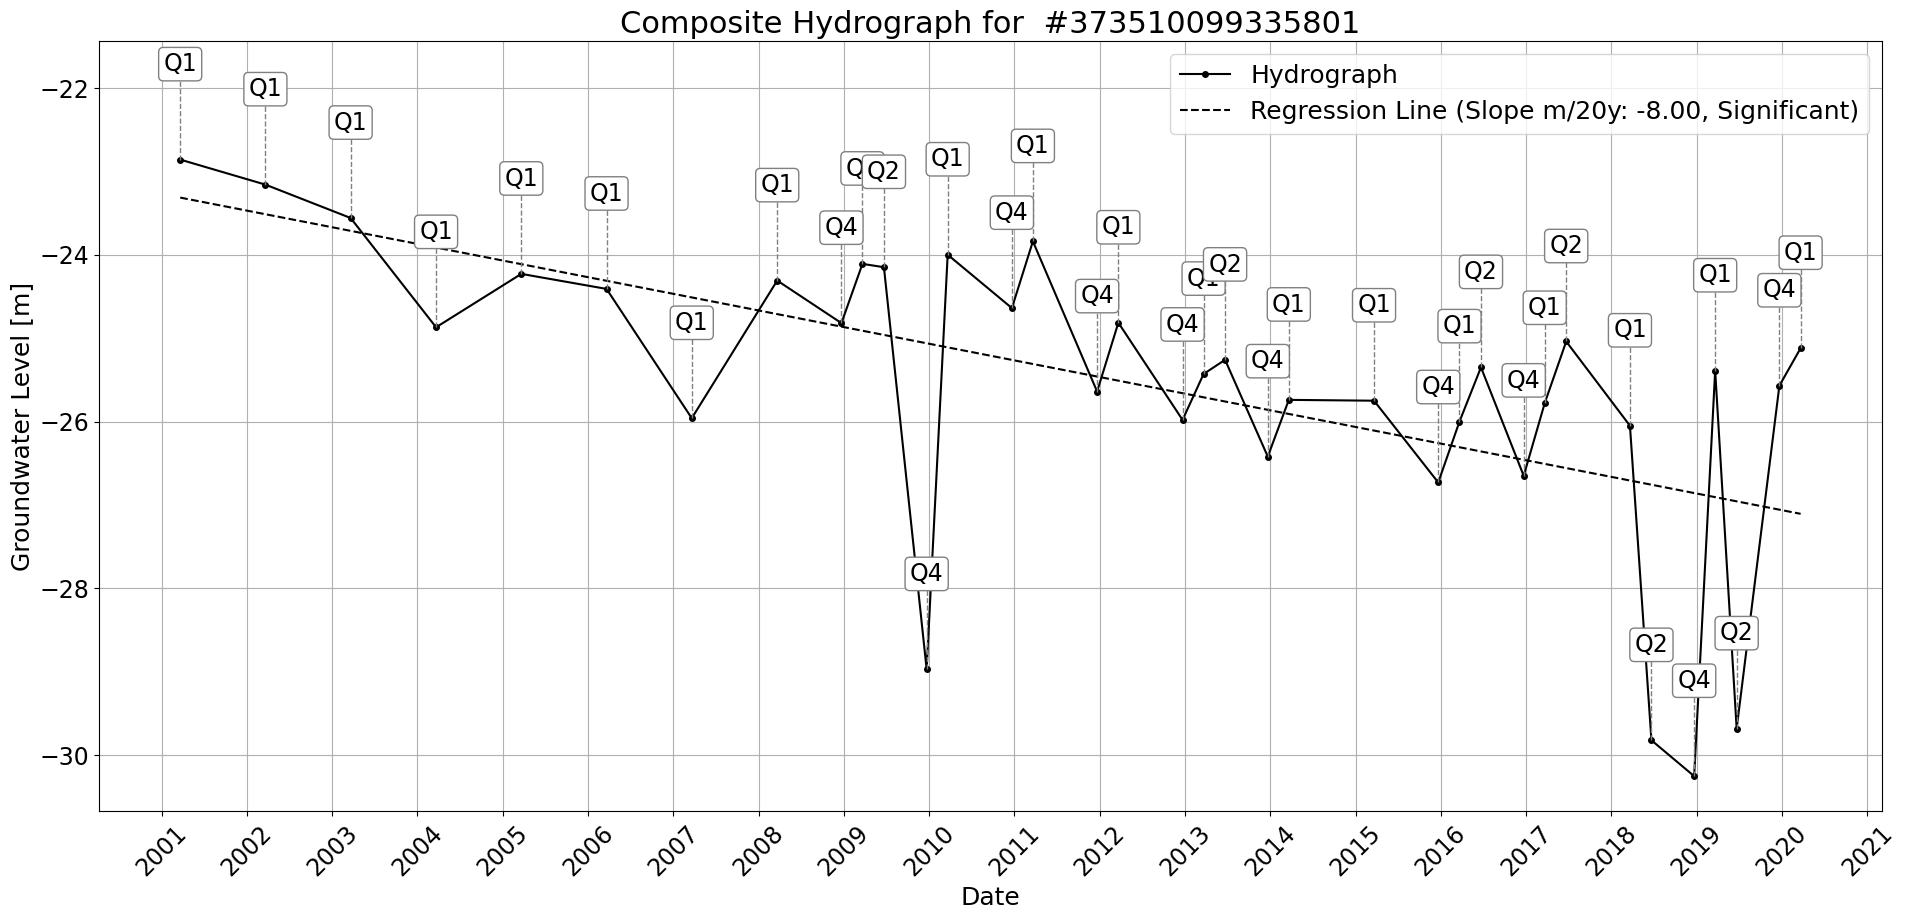 Composite Hydrograph for  #373510099335801
Hydrograph
Regression Line (Slope m/20y: -8.00, Significant)
Groundwater Level [m]
−22
−24
−26
−28
−30
Q1
Q1
Q1
Q1
Q1
Q1
Q1
Q1
Q4
Q2
Q4
Q1
Q4
Q1
Q4
Q1
Q4
Q1
Q2
Q4
Q1
Q1
Q4
Q1
Q2
Q4
Q1
Q2
Q1
Q2
Q4
Q1
Q2
Q4
Q1
2001
2002
2003
2004
2005
2006
2007
2008
2009
2010
2011
2012
2013
2014
2015
2016
2017
2018
2019
2020
2021
Date